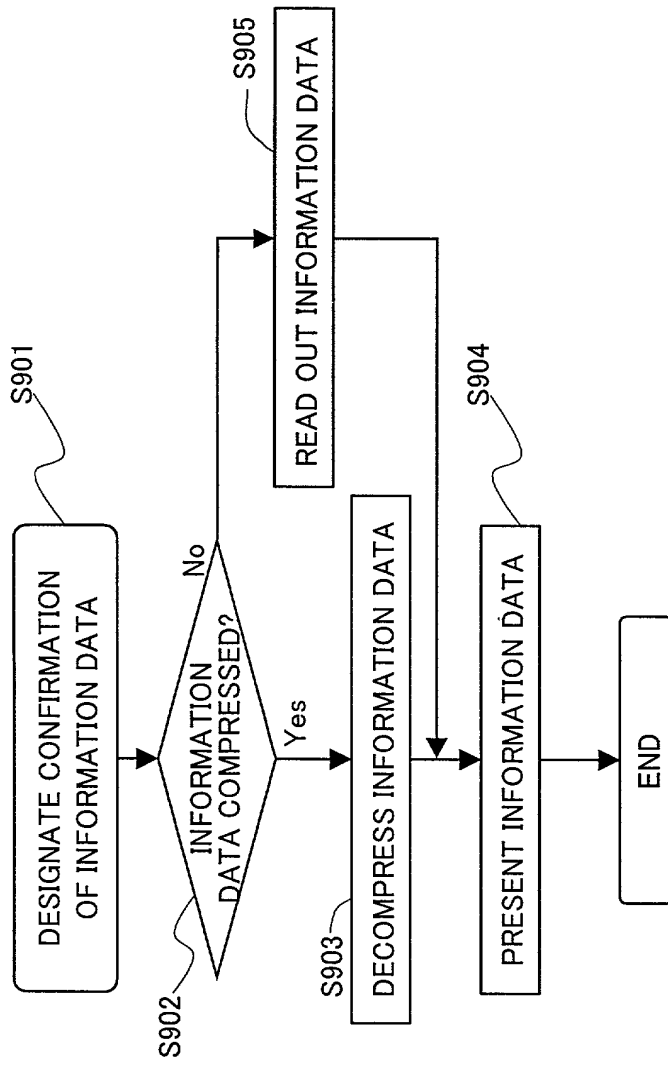 S901
DESIGNATE CONFIRMATION
OF INFORMATION DATA
S902
INFORMATION
DATA COMPRESSED?
No
Yes
S905
READ OUT INFORMATION DATA
S903
DECOMPRESS INFORMATION DATA
S904
PRESENT INFORMATION DATA
END